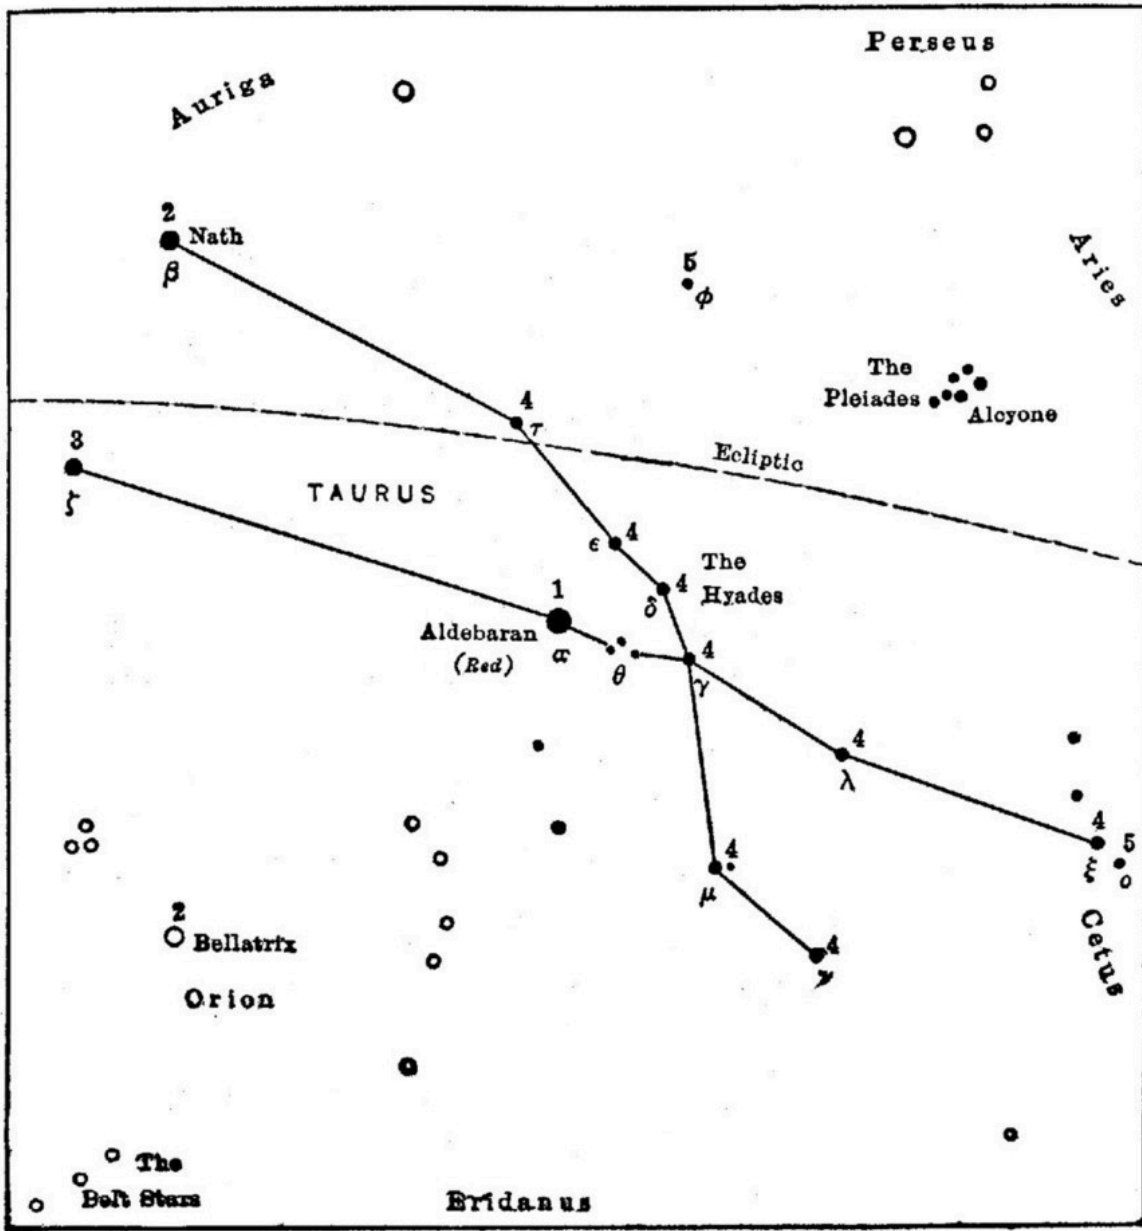 Perseus
Auriga
2
Nath
β
Aries
5
φ
The
Pleiades
Alcyone
4
τ
3
ζ
Ecliptic
TAURUS
4
ε
4
δ
The
Hyades
1
Aldebaran
(Red)
α
θ
4
γ
4
λ
4
ξ
5
ο
4
μ
Cetus
2
Bellatrix
4
ν
Orion
The
Belt Stars
Eridanus